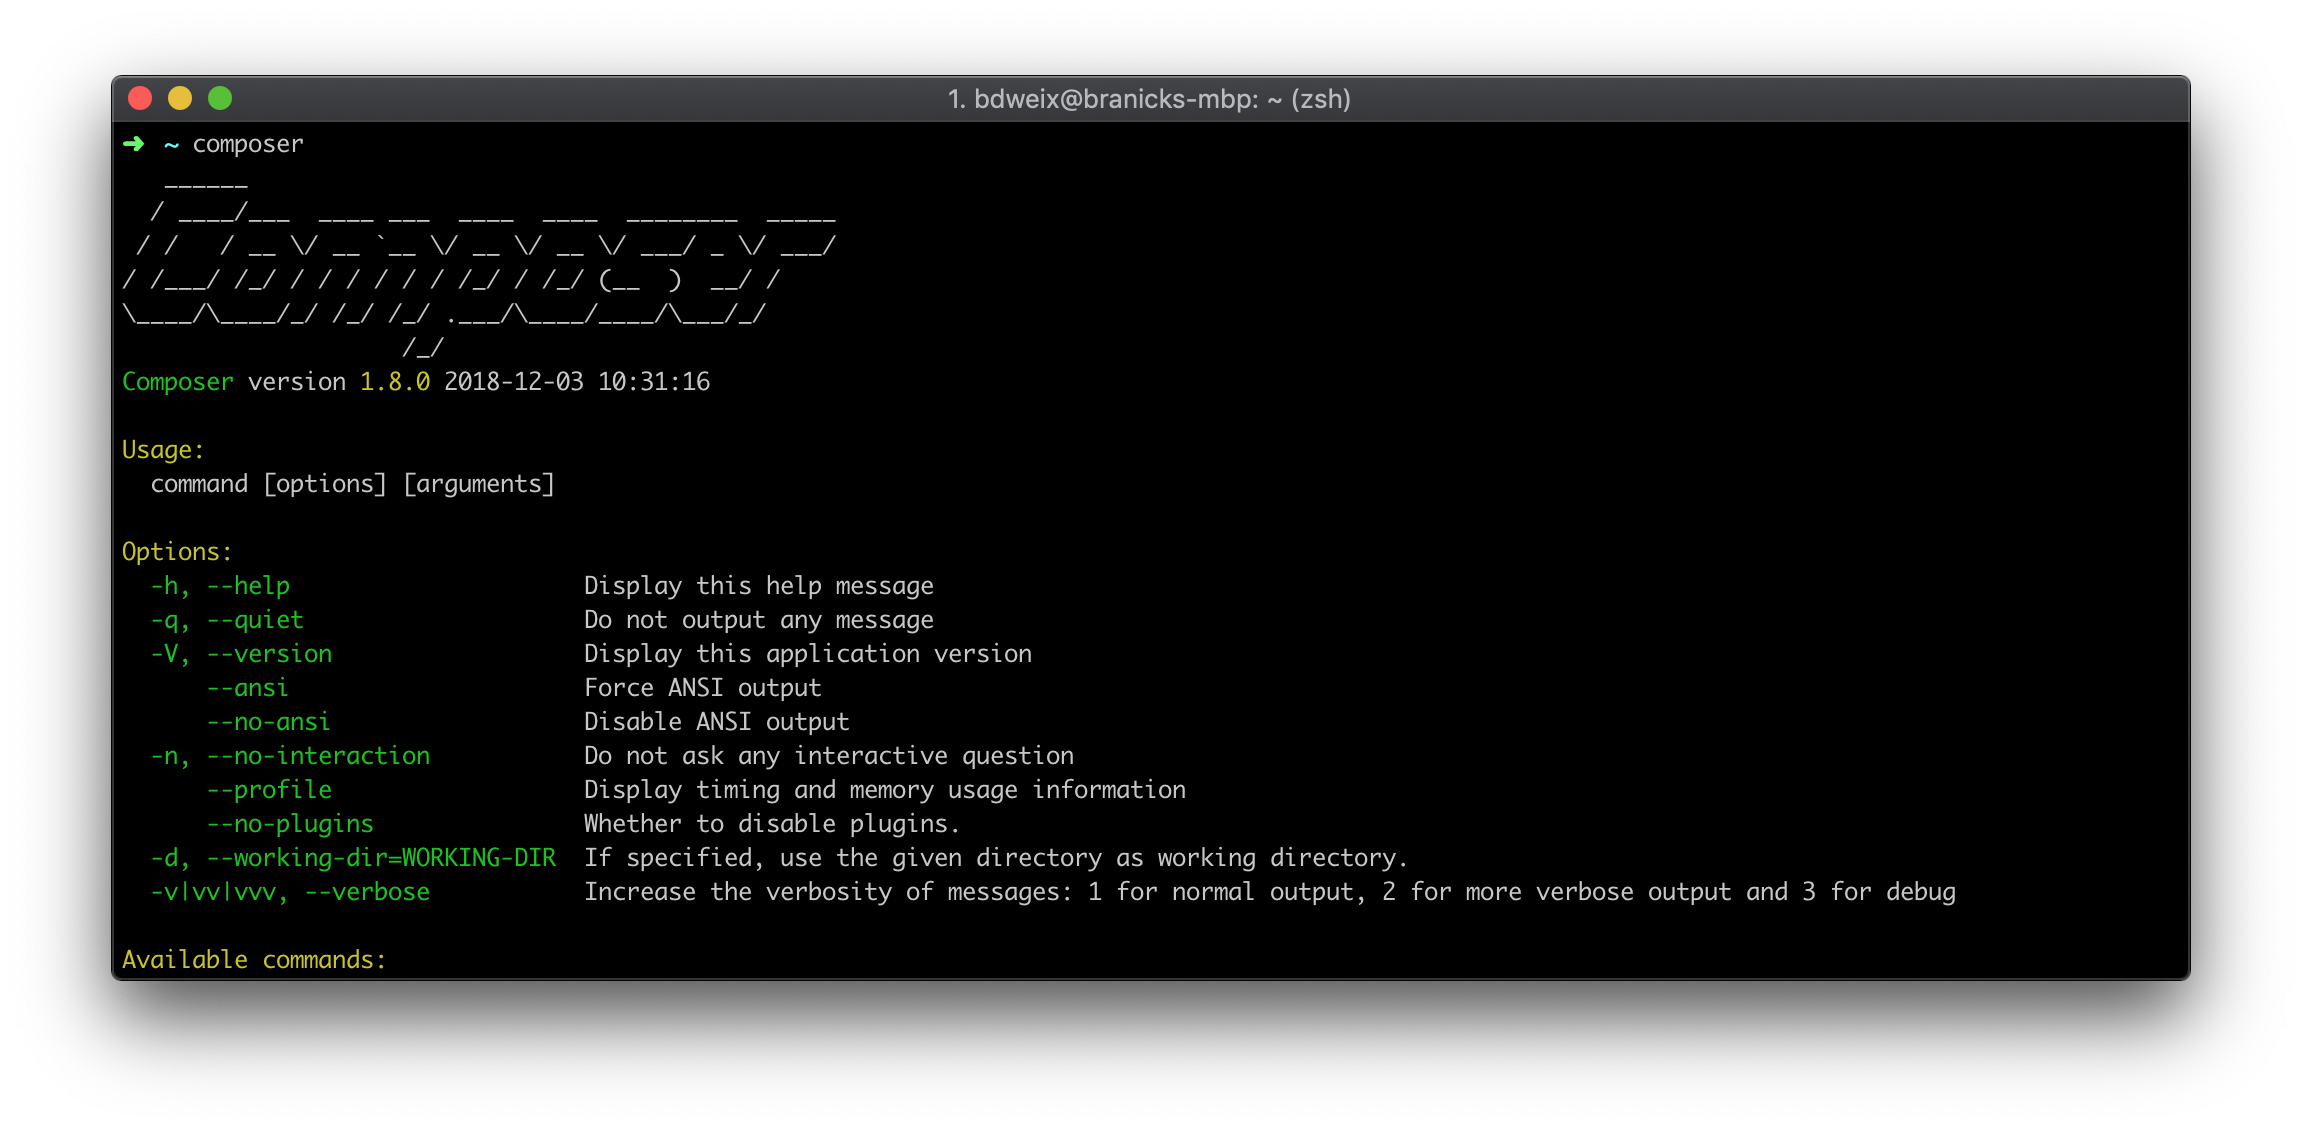 1. bdweix@branicks-mbp: ~ (zsh)
➜  ~ composer
   ______
  / ____/___  ____ ___  ____  ____  ________  _____
 / /   / __ \/ __ `__ \/ __ \/ __ \/ ___/ _ \/ ___/
/ /___/ /_/ / / / / / / /_/ / /_/ (__  )  __/ /
\____/\____/_/ /_/ /_/ .___/\____/____/\___/_/
                    /_/
Composer version 1.8.0 2018-12-03 10:31:16

Usage:
  command [options] [arguments]

Options:
  -h, --help                     Display this help message
  -q, --quiet                    Do not output any message
  -V, --version                  Display this application version
      --ansi                     Force ANSI output
      --no-ansi                  Disable ANSI output
  -n, --no-interaction           Do not ask any interactive question
      --profile                  Display timing and memory usage information
      --no-plugins               Whether to disable plugins.
  -d, --working-dir=WORKING-DIR  If specified, use the given directory as working directory.
  -v|vv|vvv, --verbose           Increase the verbosity of messages: 1 for normal output, 2 for more verbose output and 3 for debug

Available commands: